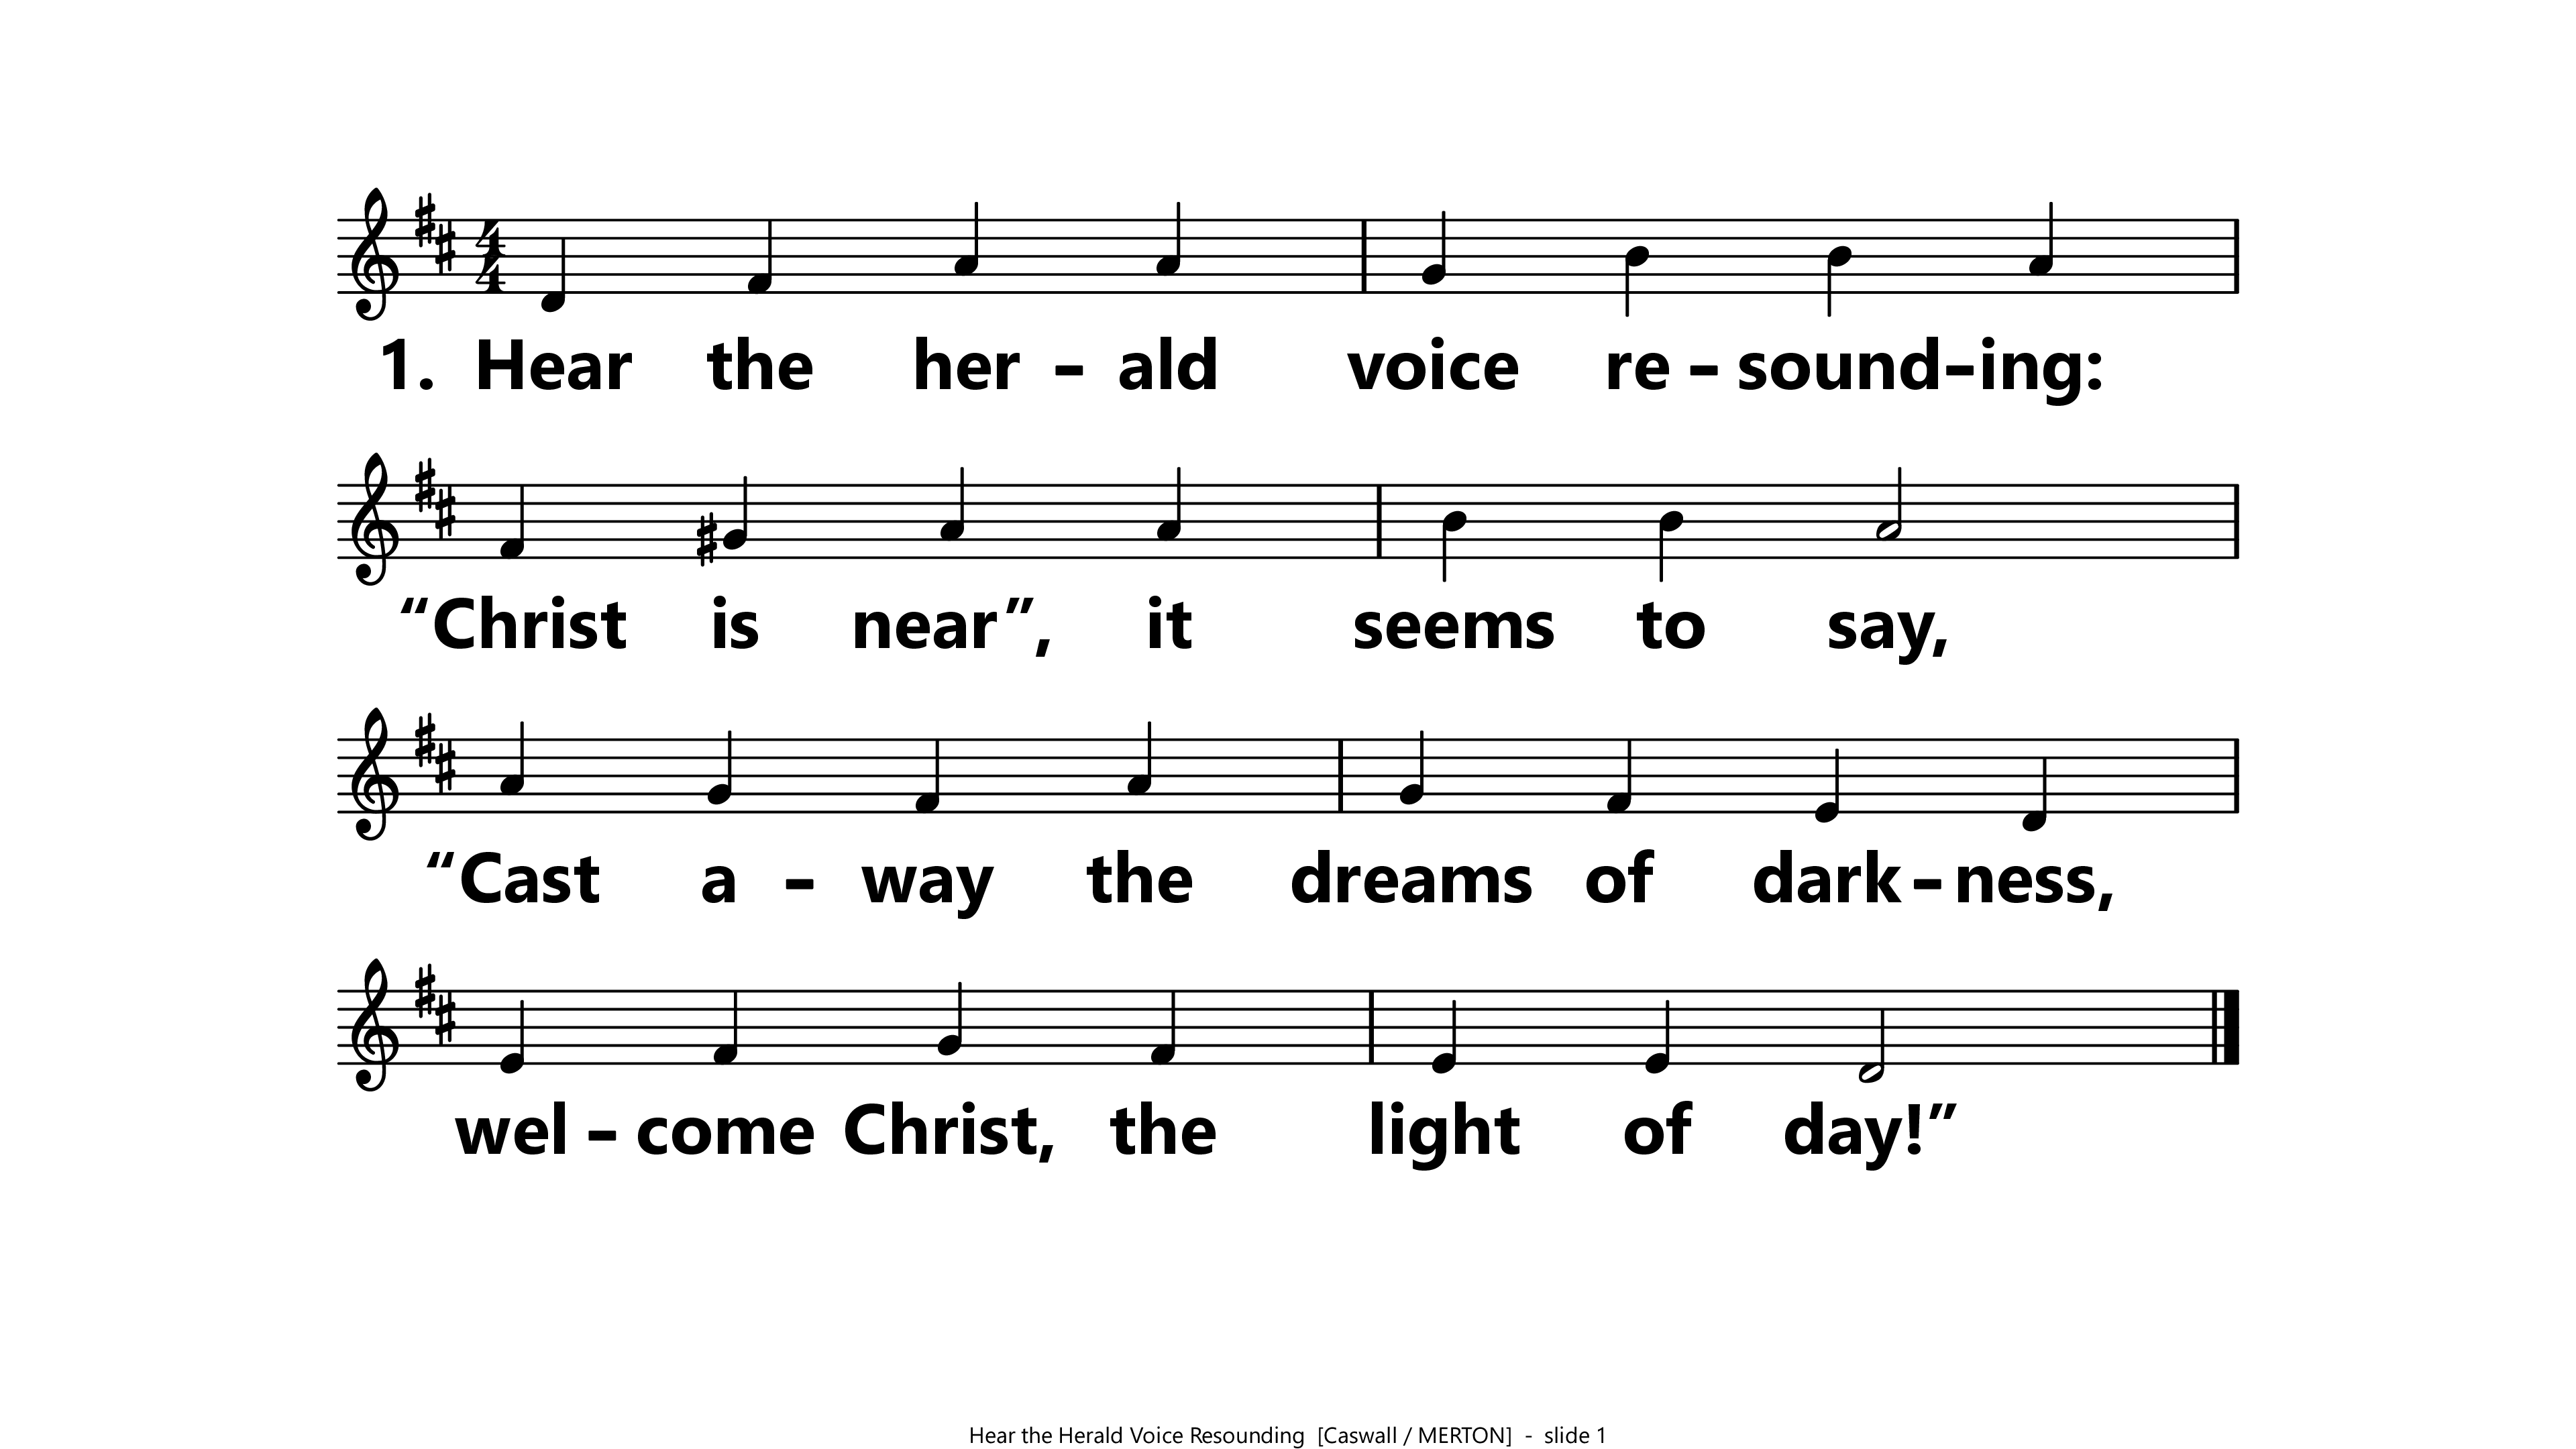 1. Hear the her - ald voice re - sound-ing:
“Christ is near”, it seems to say,
“Cast a - way the dreams of dark - ness,
wel - come Christ, the light of day!”
Hear the Herald Voice Resounding [Caswall / MERTON] - slide 1